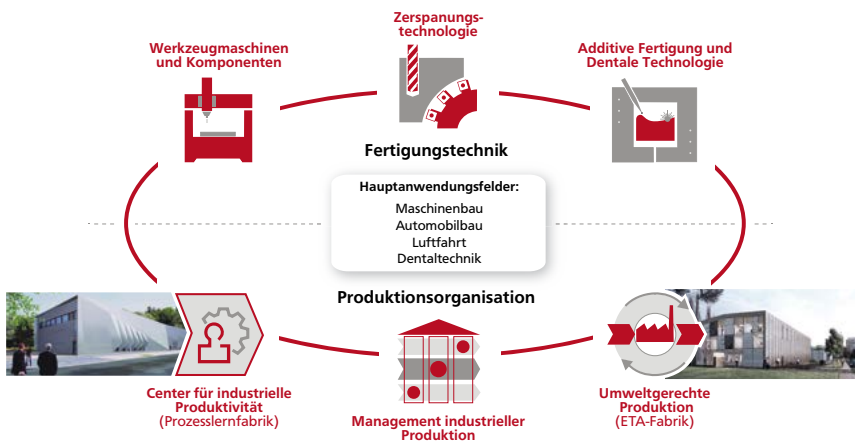 Zerspanungs-
technologie
Werkzeugmaschinen
und Komponenten
Additive Fertigung und
Dentale Technologie
Fertigungstechnik
Hauptanwendungsfelder:
Maschinenbau
Automobilbau
Luftfahrt
Dentaltechnik
Produktionsorganisation
Center für industrielle
Produktivität
(Prozesslernfabrik)
Management industrieller
Produktion
Umweltgerechte
Produktion
(ETA-Fabrik)